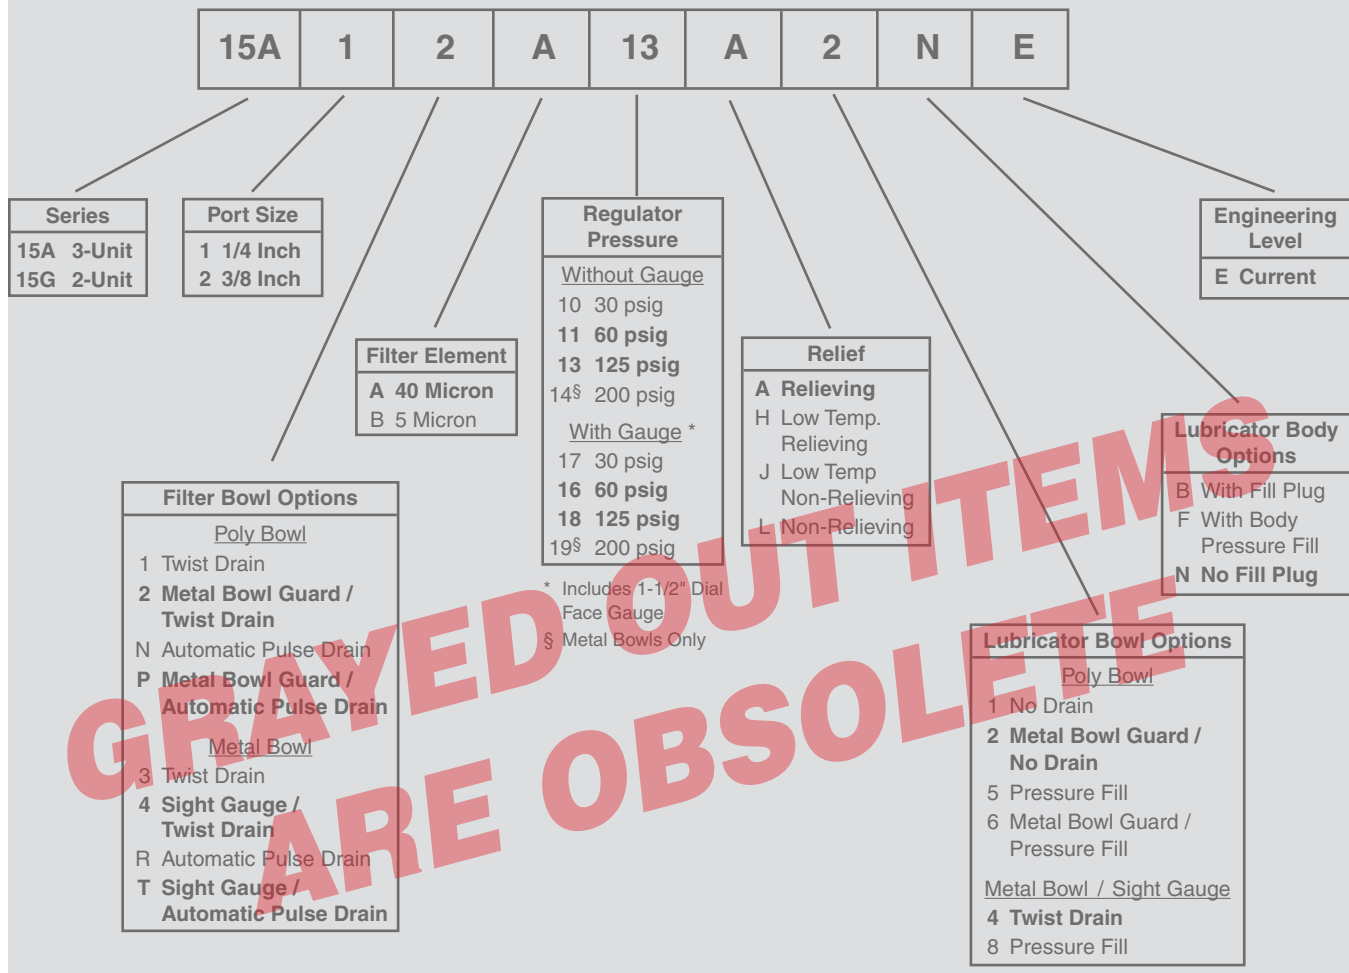 15A 1 2 A 13 A 2 N E
Series
15A 3-Unit
15G 2-Unit
Port Size
1 1/4 Inch
2 3/8 Inch
Filter Bowl Options
Poly Bowl
1 Twist Drain
2 Metal Bowl Guard /
Twist Drain
N Automatic Pulse Drain
P Metal Bowl Guard /
Automatic Pulse Drain
Metal Bowl
3 Twist Drain
4 Sight Gauge /
Twist Drain
R Automatic Pulse Drain
T Sight Gauge /
Automatic Pulse Drain
Filter Element
A 40 Micron
B 5 Micron
Regulator
Pressure
Without Gauge
10 30 psig
11 60 psig
13 125 psig
14§ 200 psig
With Gauge *
17 30 psig
16 60 psig
18 125 psig
19§ 200 psig
* Includes 1-1/2" Dial
Face Gauge
§ Metal Bowls Only
Relief
A Relieving
H Low Temp.
Relieving
J Low Temp
Non-Relieving
L Non-Relieving
Lubricator Bowl Options
Poly Bowl
1 No Drain
2 Metal Bowl Guard /
No Drain
5 Pressure Fill
6 Metal Bowl Guard /
Pressure Fill
Metal Bowl / Sight Gauge
4 Twist Drain
8 Pressure Fill
Lubricator Body
Options
B With Fill Plug
F With Body
Pressure Fill
N No Fill Plug
Engineering
Level
E Current
GRAYED OUT ITEMS
ARE OBSOLETE